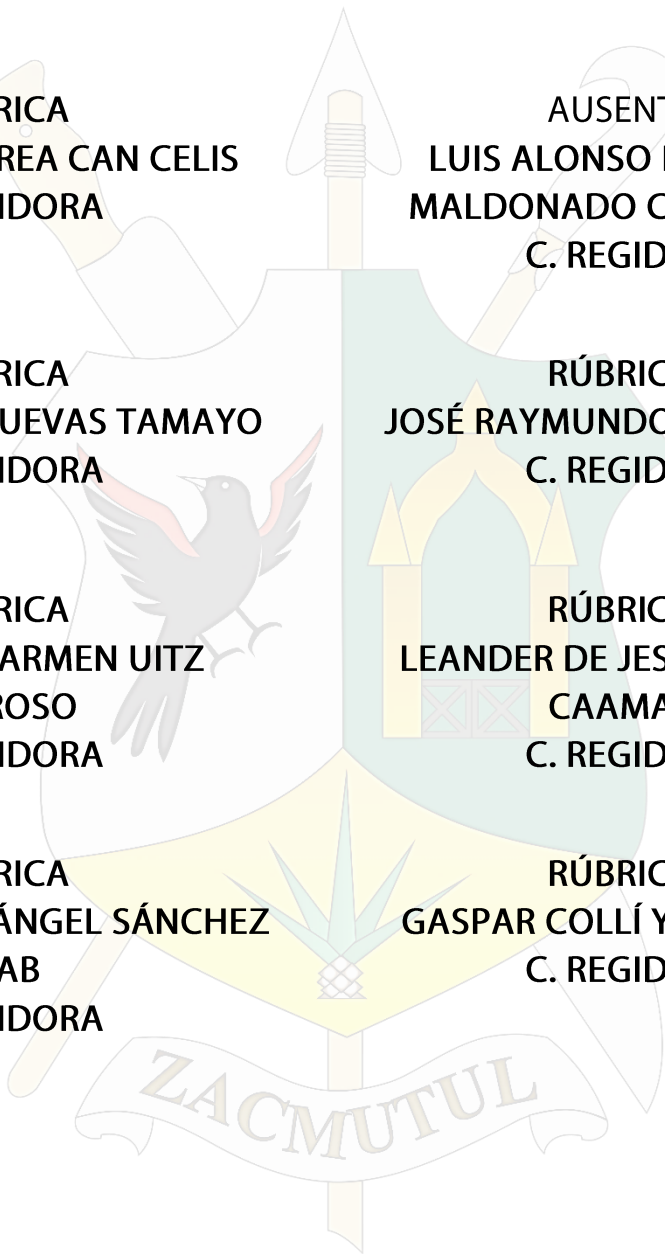 RICA
REA CAN CELIS
IDORA
AUSENT
LUIS ALONSO
MALDONADO C
C. REGID
RICA
UEVAS TAMAYO
IDORA
RÚBRIC
JOSÉ RAYMUNDO
C. REGID
RICA
ARMEN UITZ
ROSO
IDORA
RÚBRIC
LEANDER DE JES
CAAMA
C. REGID
RICA
ÁNGEL SÁNCHEZ
AB
IDORA
RÚBRIC
GASPAR COLLÍ Y
C. REGID
ZACMUTUL